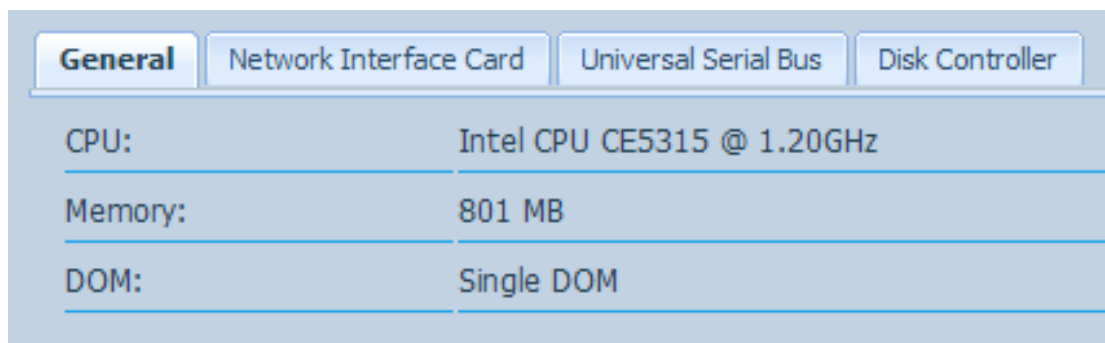 General Network Interface Card Universal Serial Bus Disk Controller
CPU: Intel CPU CE5315 @ 1.20GHz
Memory: 801 MB
DOM: Single DOM